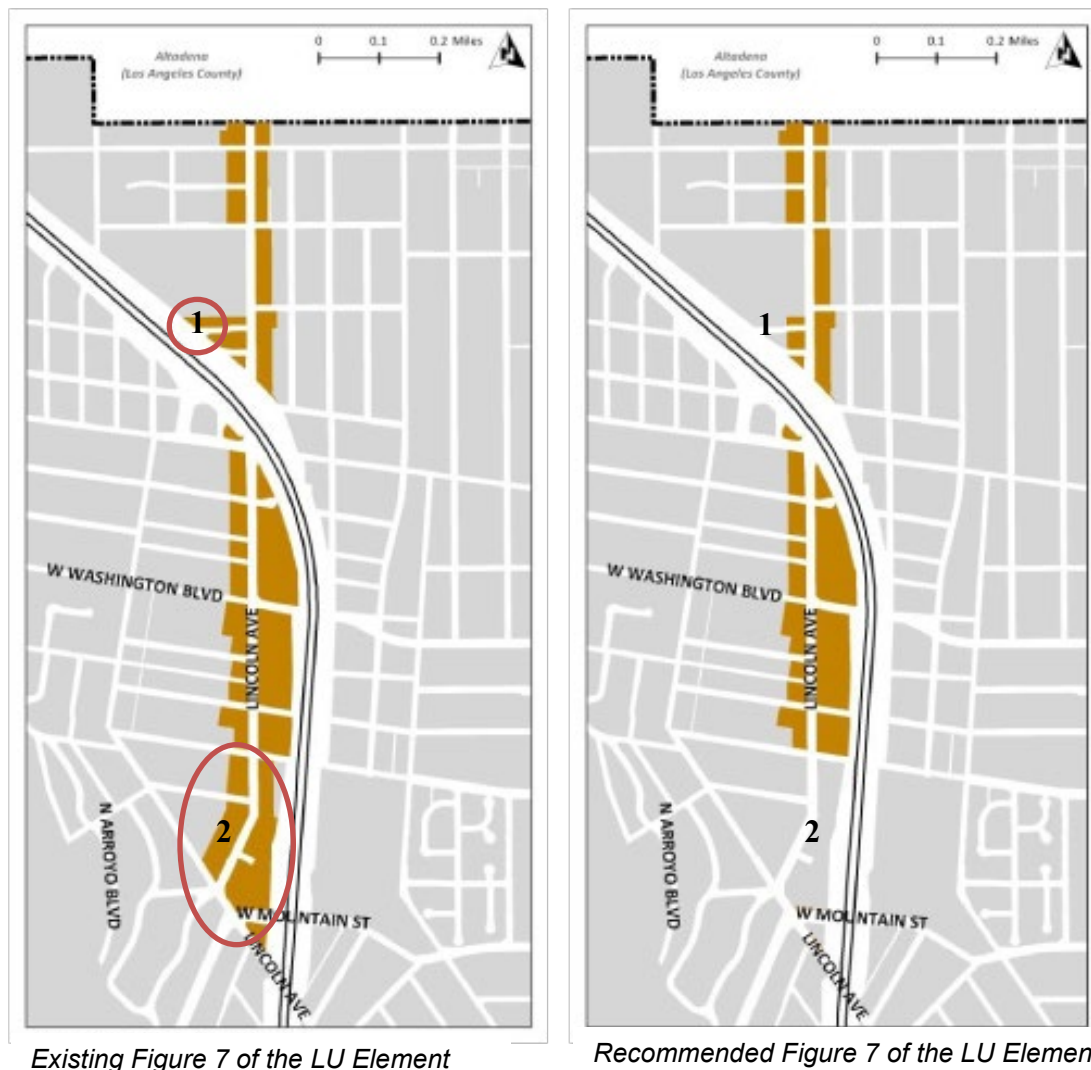 0 0.1 0.2 Miles
Altadena
(Los Angeles County)
1
W WASHINGTON BLVD
LINCOLN AVE
N ARROYO BLVD
2
W MOUNTAIN ST
LINCOLN AVE
Existing Figure 7 of the LU Element
0 0.1 0.2 Miles
Altadena
(Los Angeles County)
1
W WASHINGTON BLVD
LINCOLN AVE
N ARROYO BLVD
2
W MOUNTAIN ST
LINCOLN AVE
Recommended Figure 7 of the LU Elemen